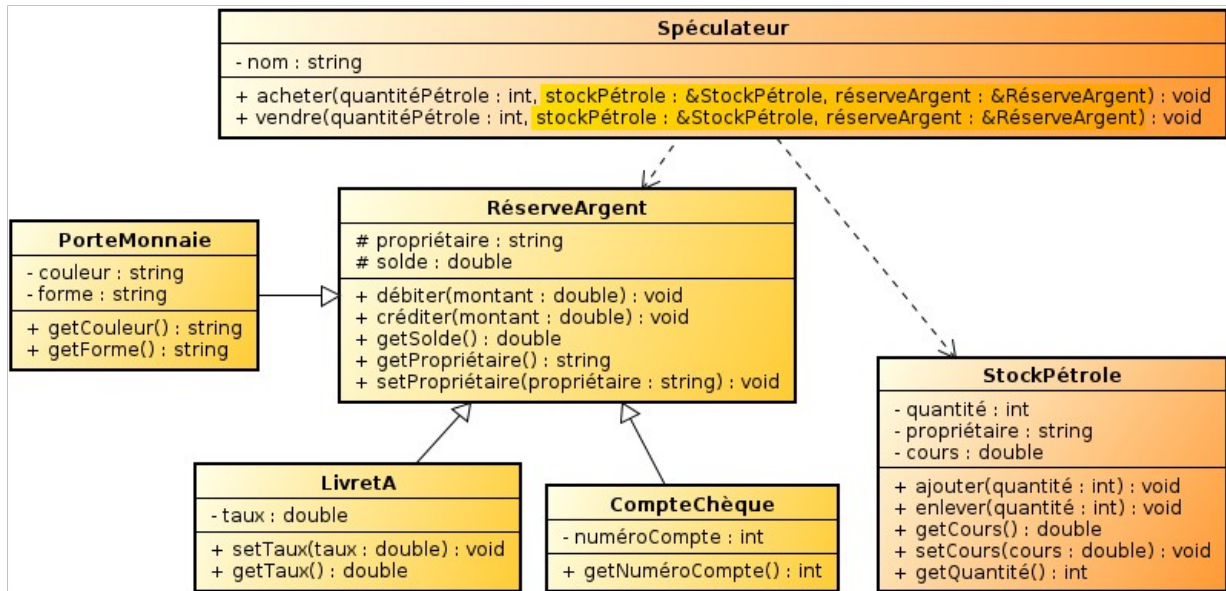 Spéculateur
- nom : string
+ acheter(quantitéPétrole : int, stockPétrole : &StockPétrole, réserveArgent : &RéserveArgent) : void
+ vendre(quantitéPétrole : int, stockPétrole : &StockPétrole, réserveArgent : &RéserveArgent) : void
RéserveArgent
# propriétaire : string
# solde : double
+ débiter(montant : double) : void
+ créditer(montant : double) : void
+ getSolde() : double
+ getPropriétaire() : string
+ setPropriétaire(propriétaire : string) : void
PorteMonnaie
- couleur : string
- forme : string
+ getCouleur() : string
+ getForme() : string
LivretA
- taux : double
+ setTaux(taux : double) : void
+ getTaux() : double
CompteChèque
- numéroCompte : int
+ getNuméroCompte() : int
StockPétrole
- quantité : int
- propriétaire : string
- cours : double
+ ajouter(quantité : int) : void
+ enlever(quantité : int) : void
+ getCours() : double
+ setCours(cours : double) : void
+ getQuantité() : int